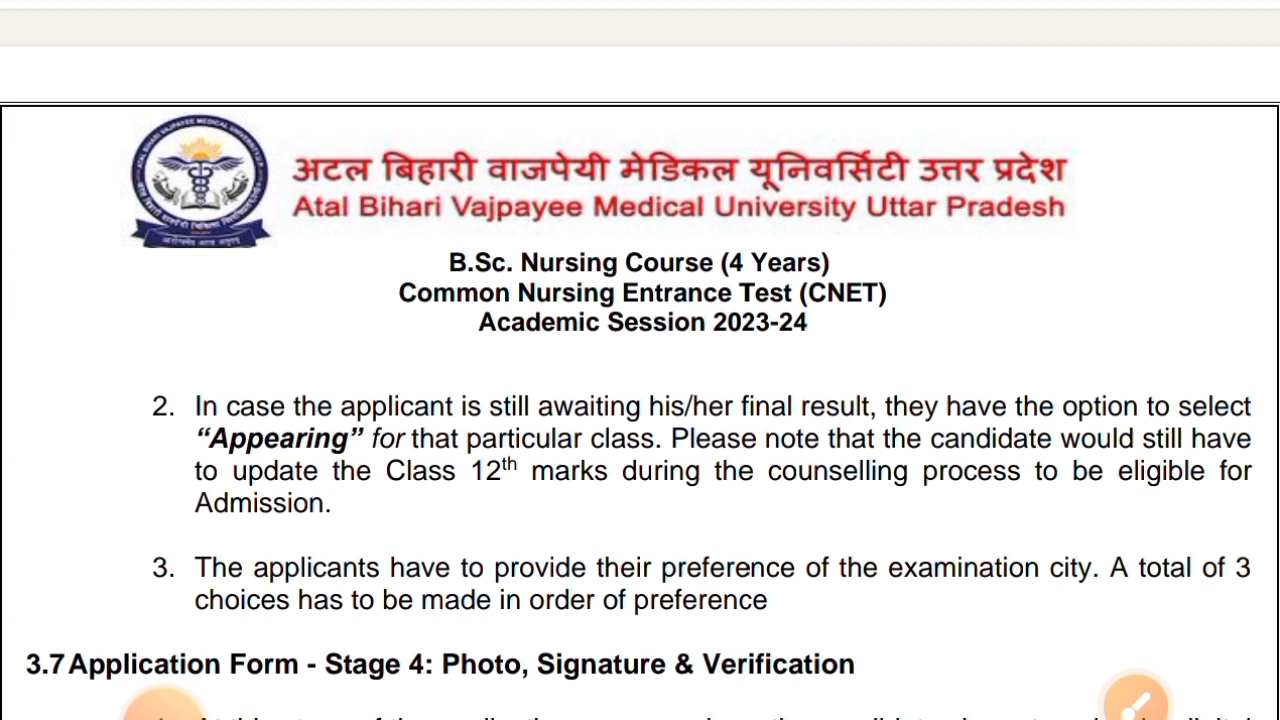 अटल बिहारी वाजपेयी मेडिकल यूनिवर्सिटी उत्तर प्रदेश
Atal Bihari Vajpayee Medical University Uttar Pradesh
B.Sc. Nursing Course (4 Years)
Common Nursing Entrance Test (CNET)
Academic Session 2023-24
2. In case the applicant is still awaiting his/her final result, they have the option to select
“Appearing” for that particular class. Please note that the candidate would still have
to update the Class 12th marks during the counselling process to be eligible for
Admission.
3. The applicants have to provide their preference of the examination city. A total of 3
choices has to be made in order of preference
3.7 Application Form - Stage 4: Photo, Signature & Verification